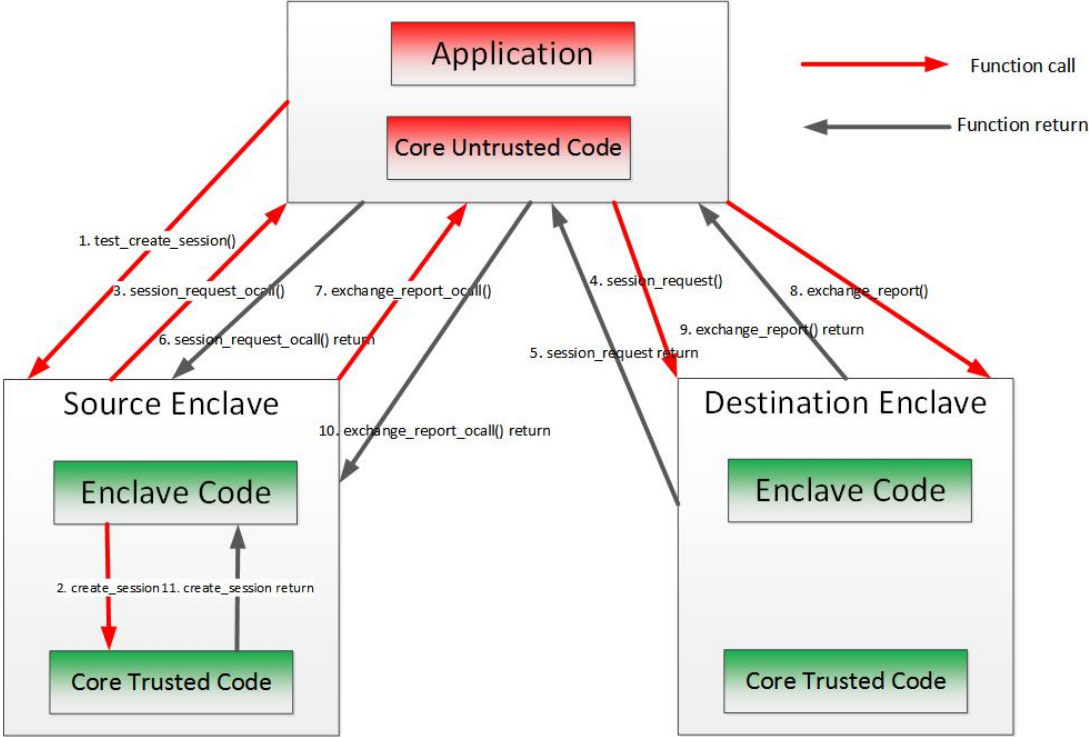 Application
Function call
Core Untrusted Code
Function return
1. test_create_session()
3. session_request_ocall()
7. exchange_report_ocall()
4. session_request()
8. exchange_report()
6. session_request_ocall() return
5. session_request return
9. exchange_report() return
Source Enclave
Destination Enclave
10. exchange_report_ocall() return
Enclave Code
Enclave Code
2. create_session
11. create_session return
Core Trusted Code
Core Trusted Code